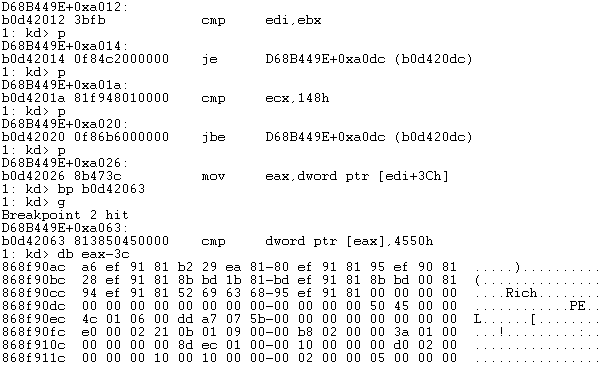 D68B449E+0xa012:
b0d42012 3bfb            cmp     edi,ebx
1: kd> p
D68B449E+0xa014:
b0d42014 0f84c2000000    je      D68B449E+0xa0dc (b0d420dc)
1: kd> p
D68B449E+0xa01a:
b0d4201a 81f948010000    cmp     ecx,148h
1: kd> p
D68B449E+0xa020:
b0d42020 0f86b6000000    jbe     D68B449E+0xa0dc (b0d420dc)
1: kd> p
D68B449E+0xa026:
b0d42026 8b473c          mov     eax,dword ptr [edi+3Ch]
1: kd> bp b0d42063
1: kd> g
Breakpoint 2 hit
D68B449E+0xa063:
b0d42063 813850450000    cmp     dword ptr [eax],4550h
1: kd> db eax-3c
868f90ac  a6 ef 91 81 b2 29 ea 81-80 ef 91 81 95 ef 90 81  .....)..........
868f90bc  28 ef 91 81 8b bd 1b 81-bd ef 91 81 8b bd 00 81  (...............
868f90cc  94 ef 91 81 52 69 63 68-95 ef 91 81 00 00 00 00  ....Rich........
868f90dc  00 00 00 00 00 00 00 00-00 00 00 00 50 45 00 00  ............PE..
868f90ec  4c 01 06 00 dd a7 07 5b-00 00 00 00 00 00 00 00  L......[........
868f90fc  e0 00 02 21 0b 01 09 00-00 b8 02 00 00 3a 01 00  ...!.........:..
868f910c  00 00 00 00 8d ec 01 00-00 10 00 00 00 d0 02 00  ................
868f911c  00 00 00 10 00 10 00 00-00 02 00 00 05 00 00 00  ................